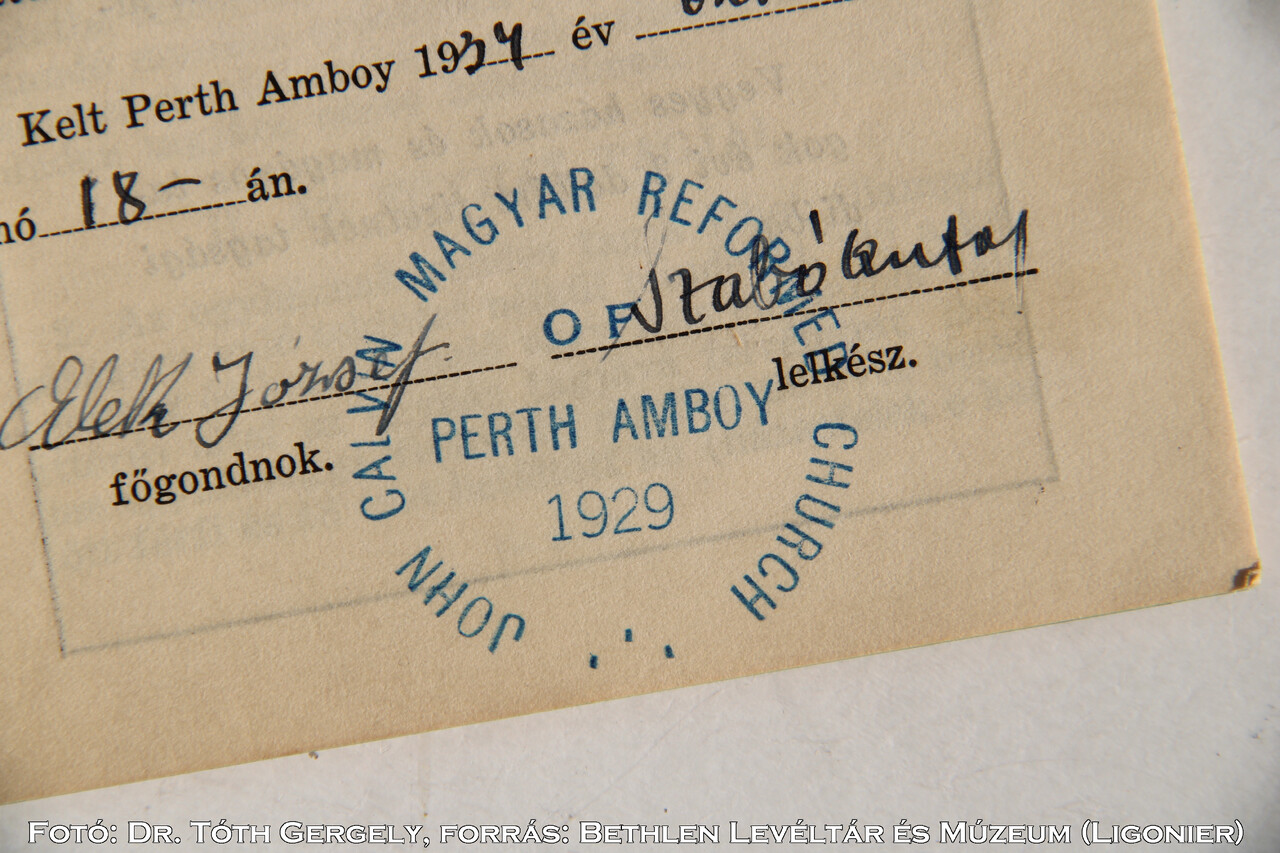 Kelt Perth Amboy 1934 év
hó 18- án.
Elek József
főgondnok.
Szabó Antal
lelkész.
JOHN CALVIN MAGYAR REFORMED CHURCH
OF
PERTH AMBOY
1929
Fotó: Dr. Tóth Gergely, forrás: Bethlen Levéltár és Múzeum (Ligonier)